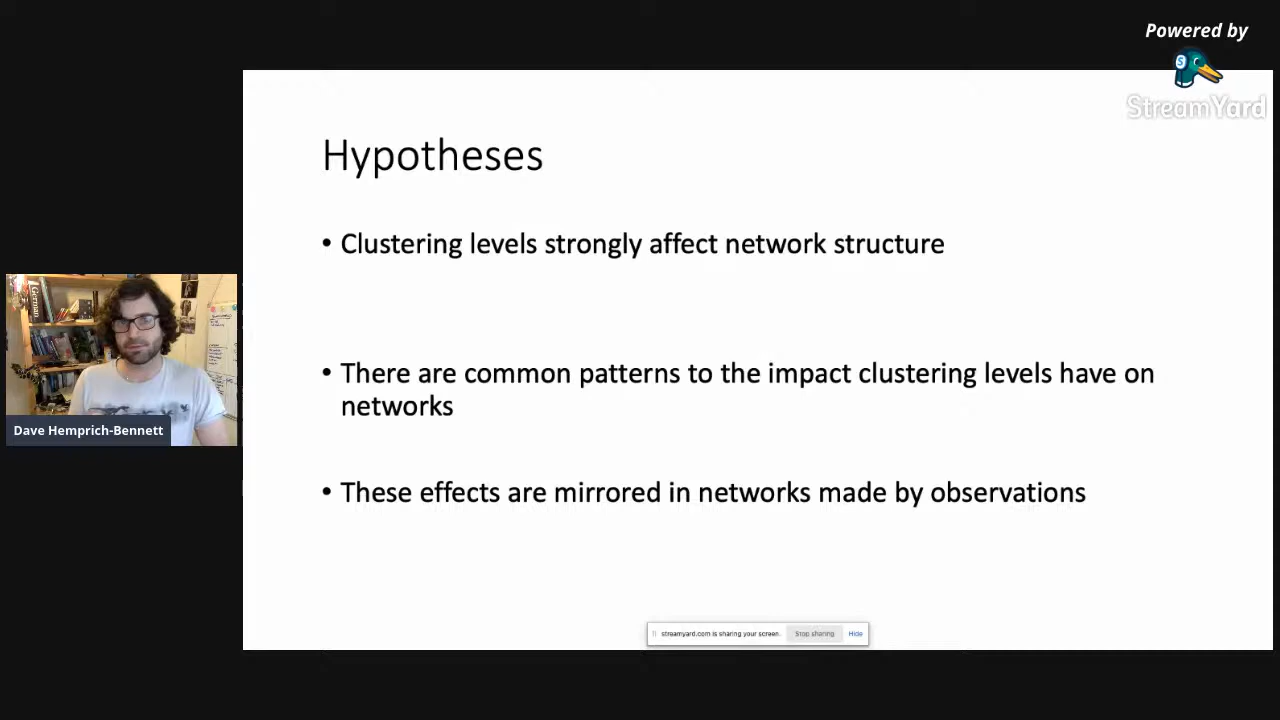 Powered by
StreamYard
Hypotheses
• Clustering levels strongly affect network structure
• There are common patterns to the impact clustering levels have on
networks
• These effects are mirrored in networks made by observations
German
Dave Hemprich-Bennett
streamyard.com is sharing your screen.
Stop sharing
Hide